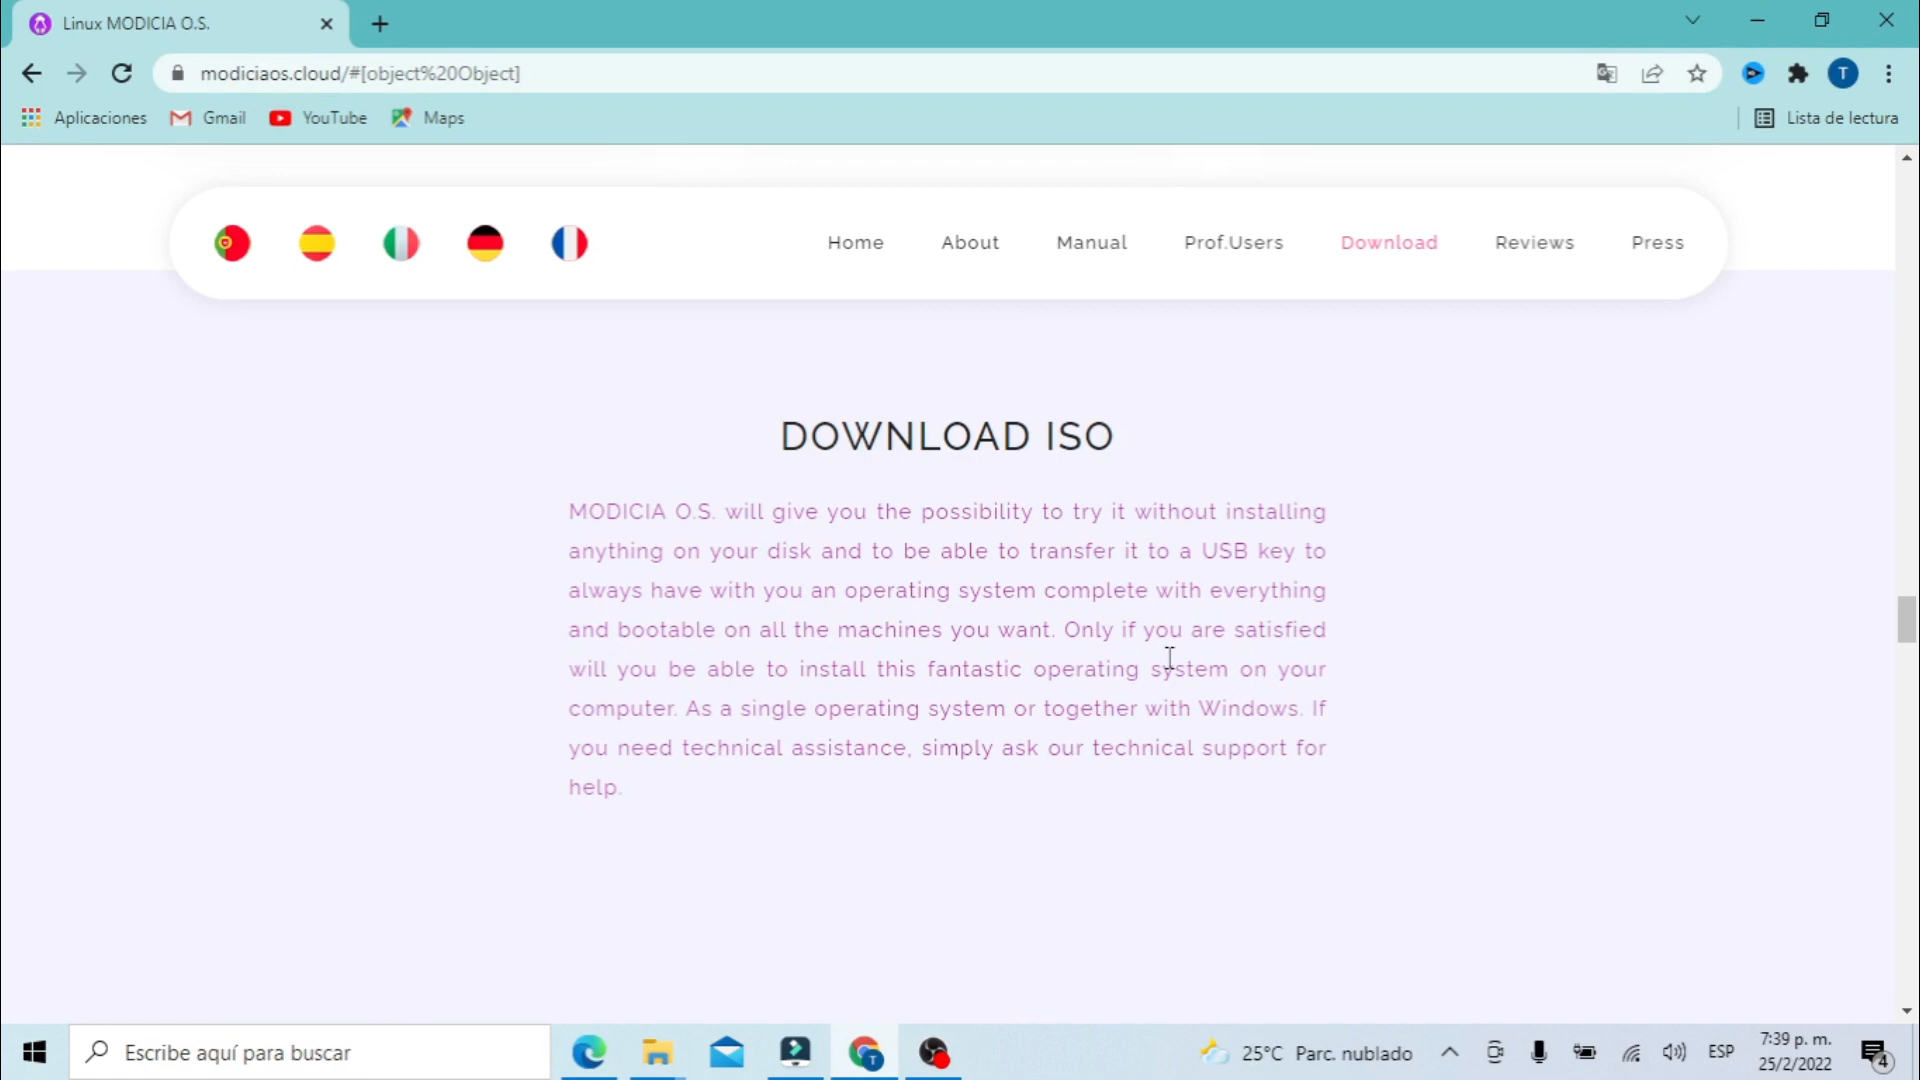 Linux MODICIA O.S.
modiciaos.cloud/#[object%20Object]
T
Aplicaciones
Gmail
YouTube
Maps
Lista de lectura
Home
About
Manual
Prof.Users
Download
Reviews
Press
DOWNLOAD ISO
MODICIA O.S. will give you the possibility to try it without installing
anything on your disk and to be able to transfer it to a USB key to
always have with you an operating system complete with everything
and bootable on all the machines you want. Only if you are satisfied
will you be able to install this fantastic operating system on your
computer. As a single operating system or together with Windows. If
you need technical assistance, simply ask our technical support for
help.
Escribe aquí para buscar
T
25°C Parc. nublado
ESP
7:39 p. m.
25/2/2022
4